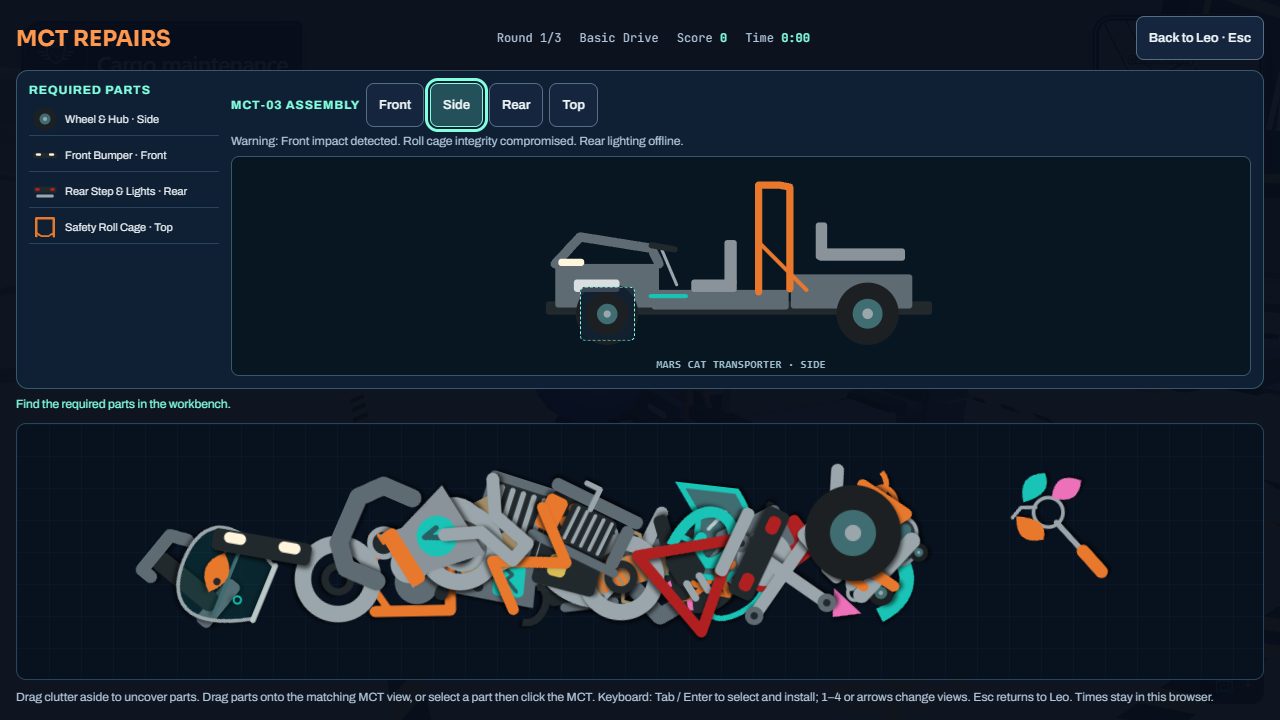 MCT REPAIRS
Round 1/3 Basic Drive Score 0 Time 0:00
Back to Leo · Esc
Cargo maintenance
REQUIRED PARTS
Wheel & Hub · Side
Front Bumper · Front
Rear Step & Lights · Rear
Safety Roll Cage · Top
MCT-03 ASSEMBLY Front Side Rear Top
Warning: Front impact detected. Roll cage integrity compromised. Rear lighting offline.
MARS CAT TRANSPORTER · SIDE
Find the required parts in the workbench.
Drag clutter aside to uncover parts. Drag parts onto the matching MCT view, or select a part then click the MCT. Keyboard: Tab / Enter to select and install; 1–4 or arrows change views. Esc returns to Leo. Times stay in this browser.